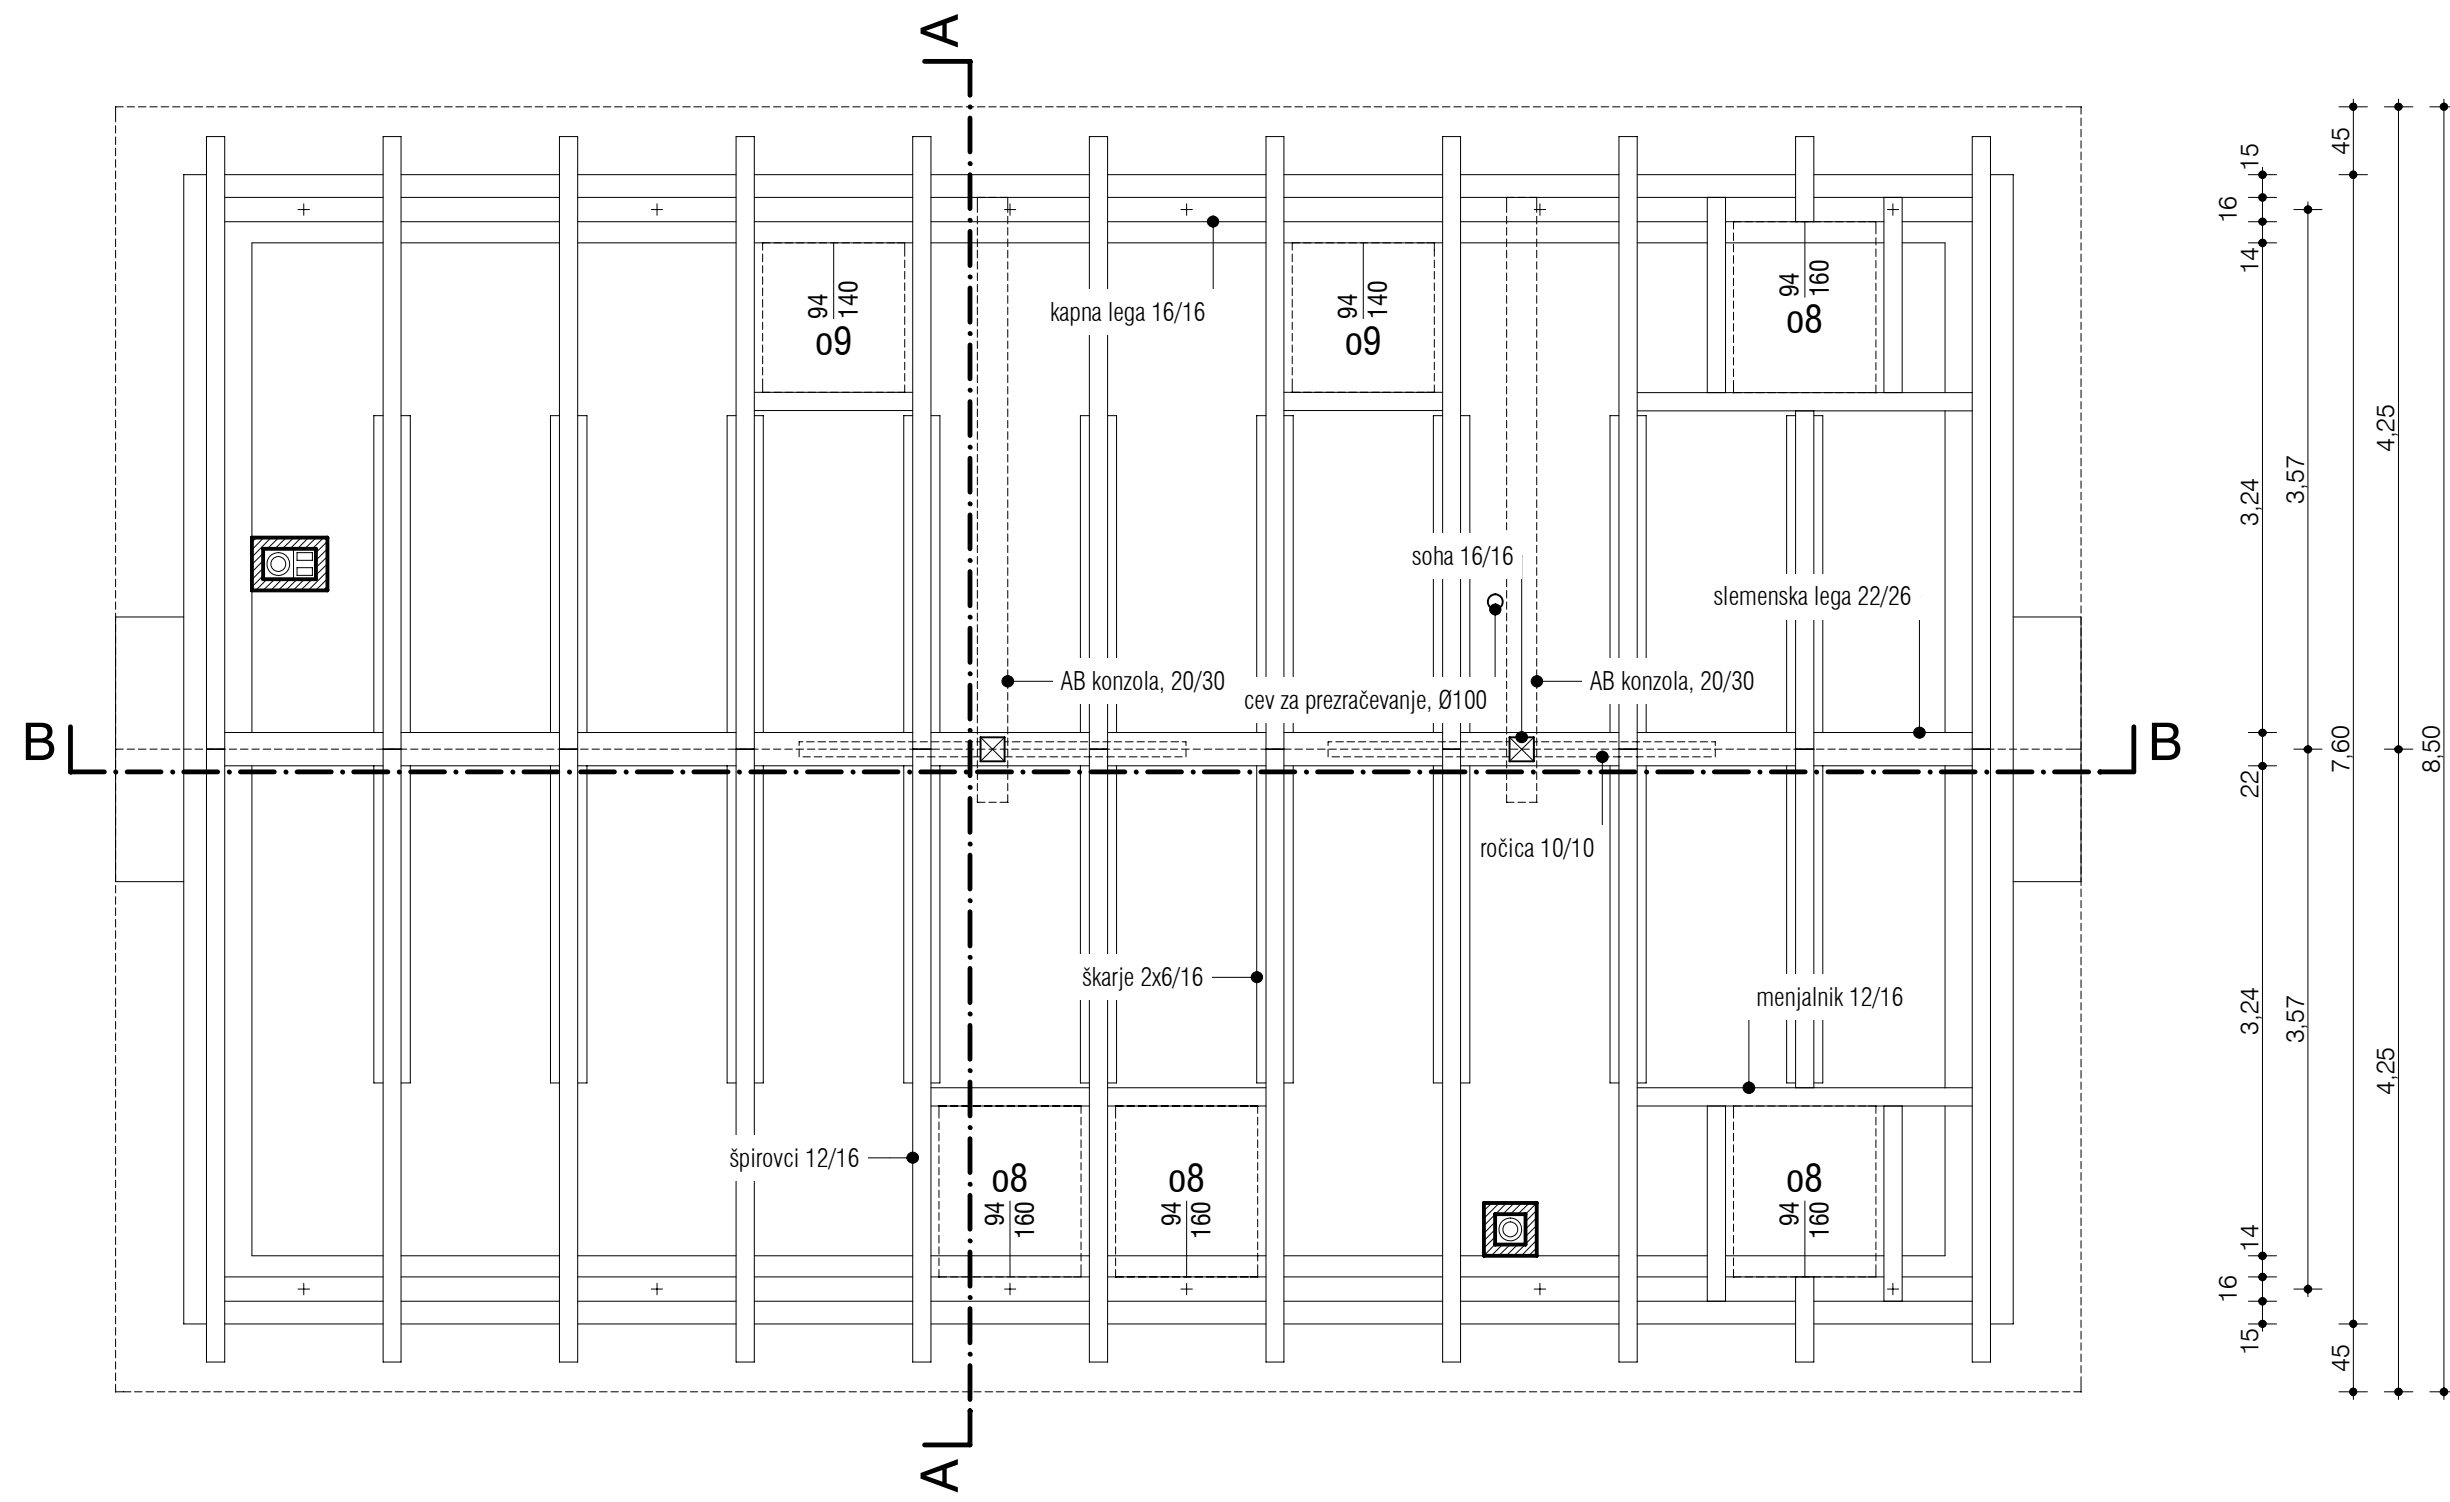 A
94
140
o9
94
140
o9
94
160
o8
kapna lega 16/16
soha 16/16
slemenska lega 22/26
AB konzola, 20/30
cev za prezračevanje, Ø100
AB konzola, 20/30
B
B
ročica 10/10
škarje 2x6/16
menjalnik 12/16
špirovci 12/16
o8
94
160
o8
94
160
o8
94
160
A
15
16
14
3,24
22
3,24
14
16
15
3,57
3,57
45
7,60
45
4,25
4,25
8,50